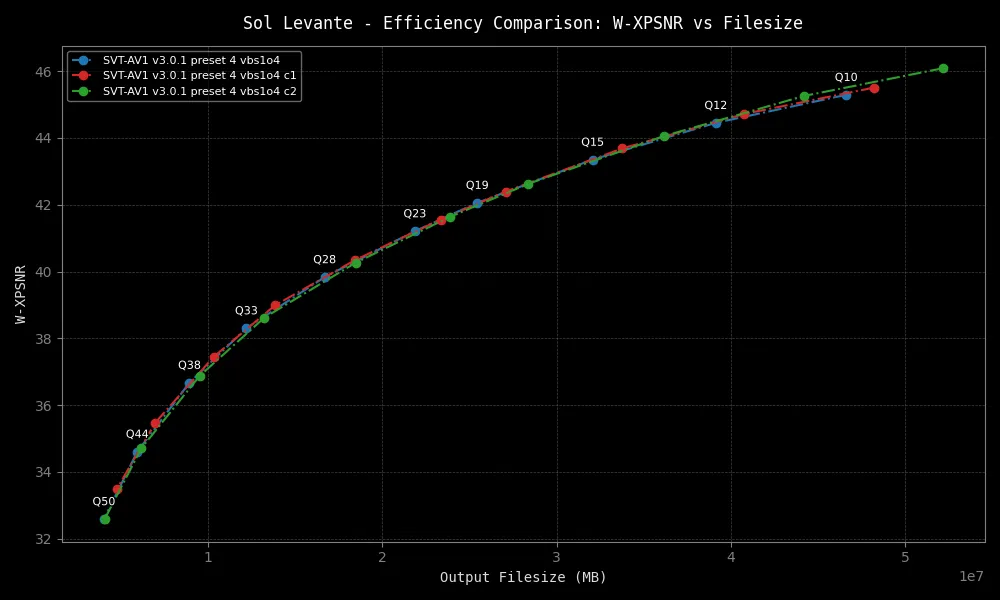 Sol Levante - Efficiency Comparison: W-XPSNR vs Filesize
SVT-AV1 v3.0.1 preset 4 vbs1o4
SVT-AV1 v3.0.1 preset 4 vbs1o4 c1
SVT-AV1 v3.0.1 preset 4 vbs1o4 c2
46
44
42
40
38
36
34
32
W-XPSNR
Q10
Q12
Q15
Q19
Q23
Q28
Q33
Q38
Q44
Q50
1
2
3
4
5
1e7
Output Filesize (MB)